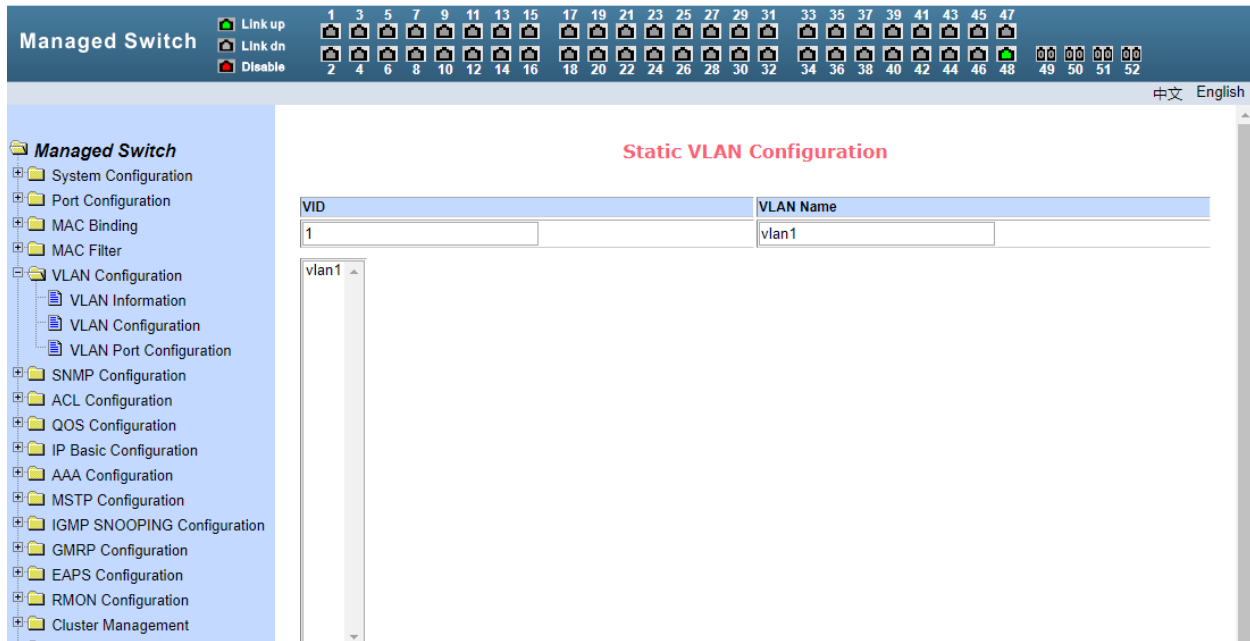 Managed Switch
Link up
Link dn
Disable
1 3 5 7 9 11 13 15 17 19 21 23 25 27 29 31 33 35 37 39 41 43 45 47
2 4 6 8 10 12 14 16 18 20 22 24 26 28 30 32 34 36 38 40 42 44 46 48 49 50 51 52
中文 English
Managed Switch
System Configuration
Port Configuration
MAC Binding
MAC Filter
VLAN Configuration
VLAN Information
VLAN Configuration
VLAN Port Configuration
SNMP Configuration
ACL Configuration
QOS Configuration
IP Basic Configuration
AAA Configuration
MSTP Configuration
IGMP SNOOPING Configuration
GMRP Configuration
EAPS Configuration
RMON Configuration
Cluster Management
Static VLAN Configuration
VID VLAN Name
1 vlan1
vlan1